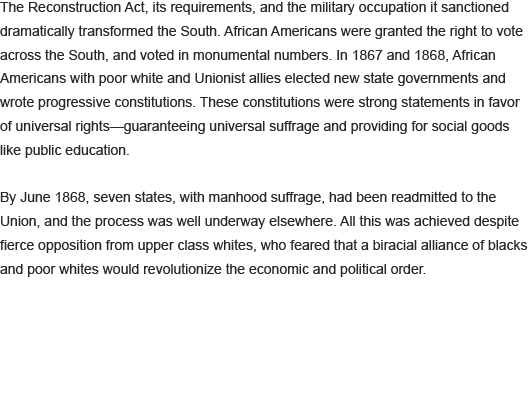 The Reconstruction Act, its requirements, and the military occupation it sanctioned
dramatically transformed the South. African Americans were granted the right to vote
across the South, and voted in monumental numbers. In 1867 and 1868, African
Americans with poor white and Unionist allies elected new state governments and
wrote progressive constitutions. These constitutions were strong statements in favor
of universal rights—guaranteeing universal suffrage and providing for social goods
like public education.

By June 1868, seven states, with manhood suffrage, had been readmitted to the
Union, and the process was well underway elsewhere. All this was achieved despite
fierce opposition from upper class whites, who feared that a biracial alliance of blacks
and poor whites would revolutionize the economic and political order.